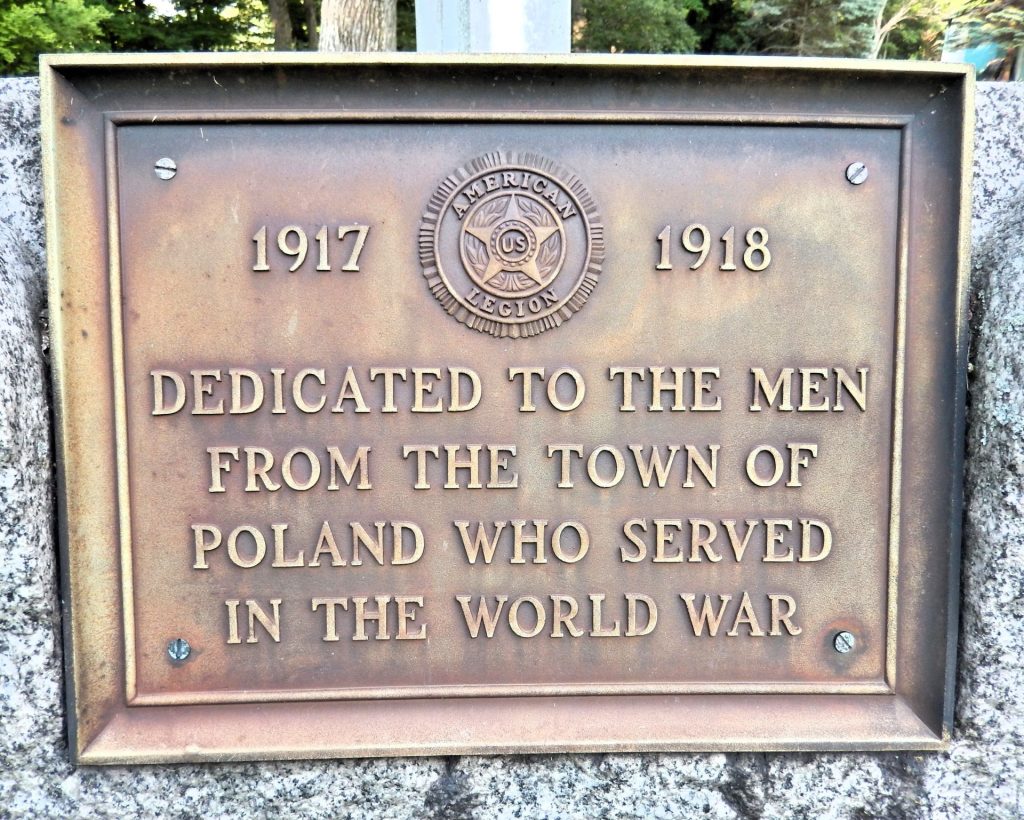 1917 1918
AMERICAN
US
LEGION
DEDICATED TO THE MEN
FROM THE TOWN OF
POLAND WHO SERVED
IN THE WORLD WAR